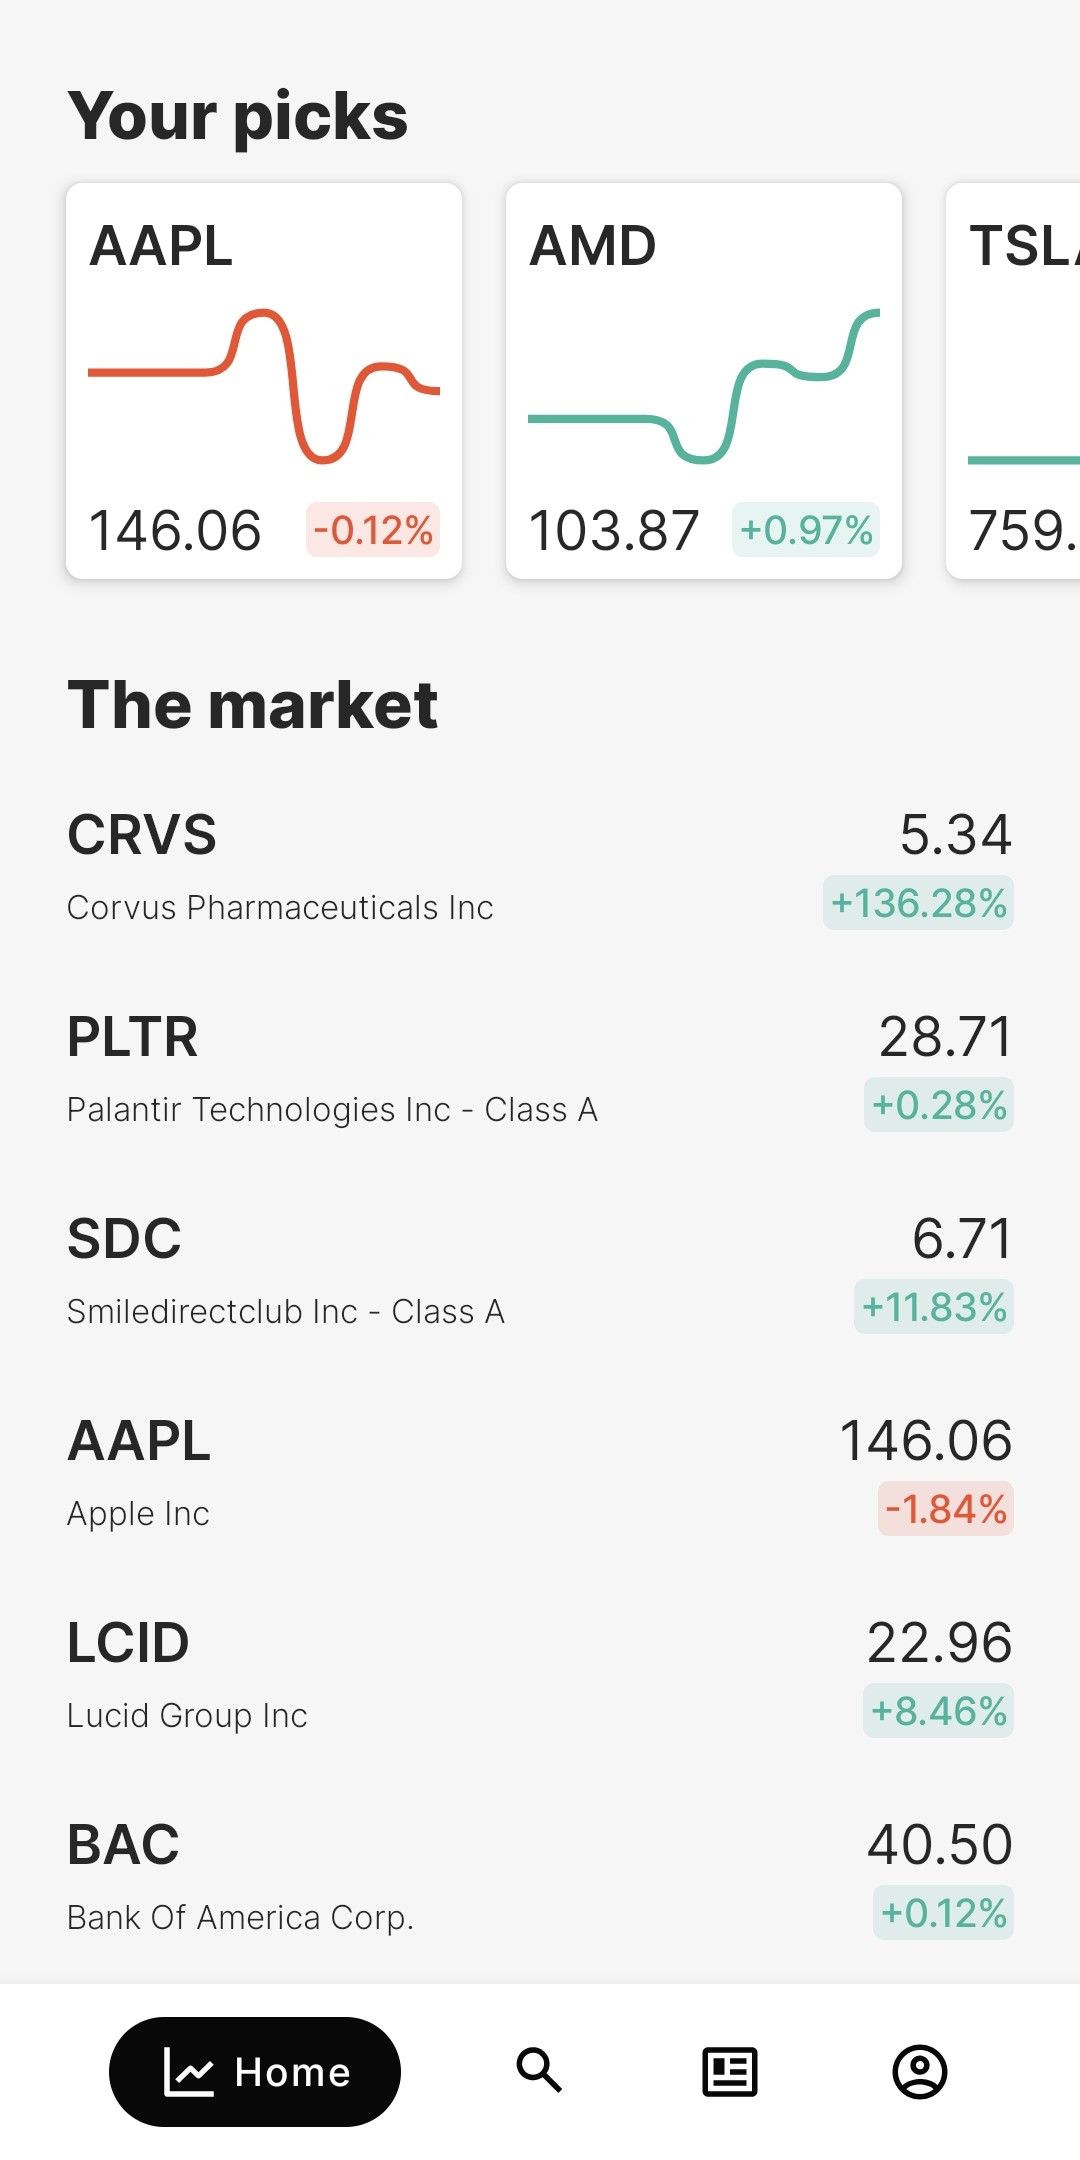 Your picks
AAPL
146.06 -0.12%
AMD
103.87 +0.97%
TSLA
759.
The market
CRVS 5.34
Corvus Pharmaceuticals Inc +136.28%
PLTR 28.71
Palantir Technologies Inc - Class A +0.28%
SDC 6.71
Smiledirectclub Inc - Class A +11.83%
AAPL 146.06
Apple Inc -1.84%
LCID 22.96
Lucid Group Inc +8.46%
BAC 40.50
Bank Of America Corp. +0.12%
Home